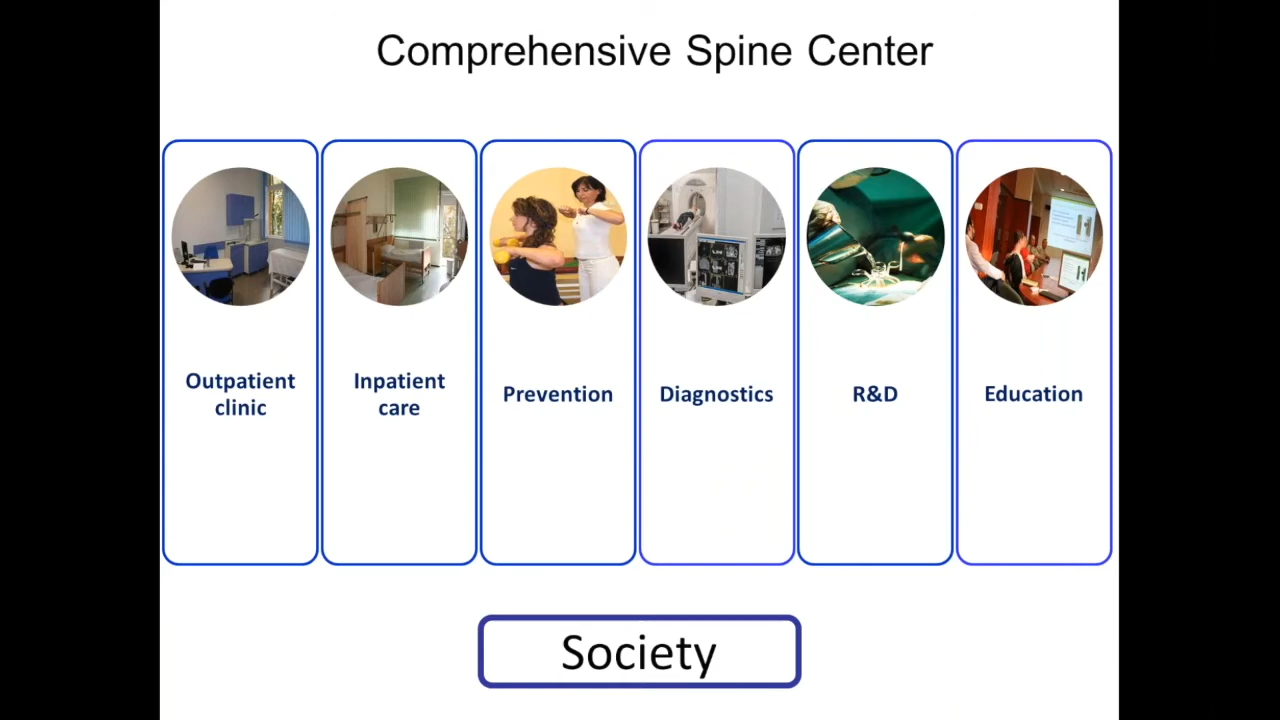 Comprehensive Spine Center
Outpatient
clinic
Inpatient
care
Prevention
Diagnostics
R&D
Education
Society